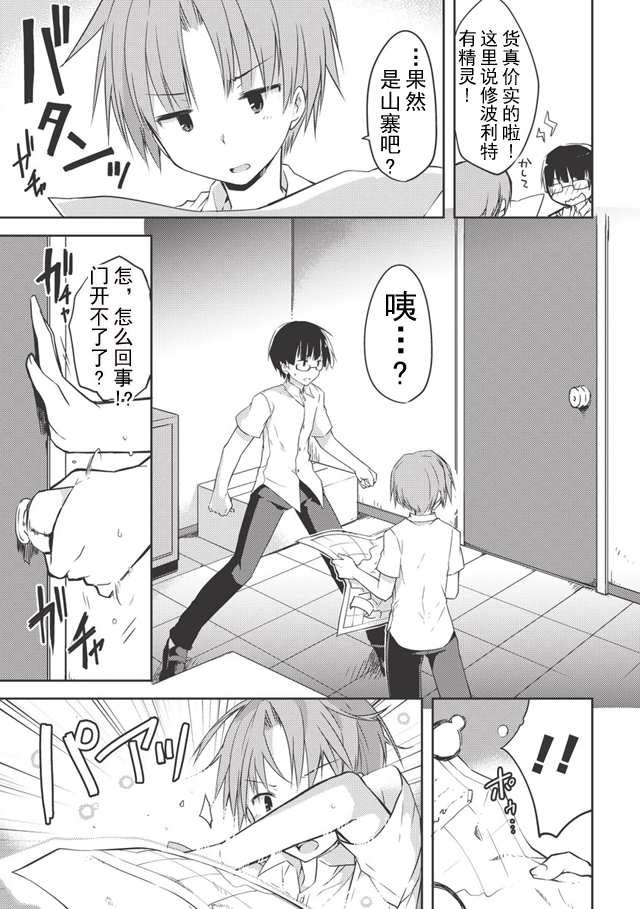 货真价实的啦！
这里说修波利特
有精灵！
かして
…果然
是山寨吧？
バタンッ
ガチャ
咦…？
怎，怎么回事!?
门开不了了？
ガチャ
ガチャ
!!
ポゥ…
パアッ